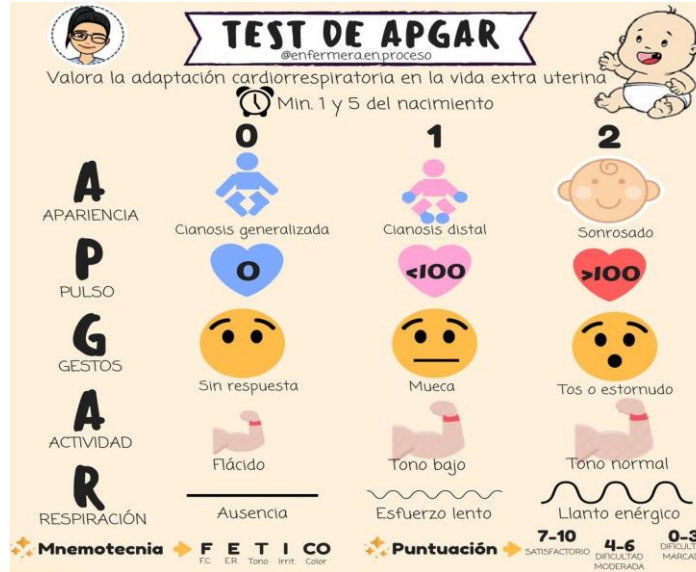 TEST DE APGAR
@enfermera.en.proceso
Valora la adaptación cardiorrespiratoria en la vida extra uterina
Min. 1 y 5 del nacimiento
0 1 2
A
APARIENCIA
Cianosis generalizada Cianosis distal Sonrosado
P
PULSO
0 <100 >100
G
GESTOS
Sin respuesta Mueca Tos o estornudo
A
ACTIVIDAD
Flácido Tono bajo Tono normal
R
RESPIRACIÓN
Ausencia Esfuerzo lento Llanto enérgico
Mnemotecnia F E T I CO
F.C E.R Tono Irrit. Color
Puntuación 7-10 4-6 0-3
SATISFACTORIO DIFICULTAD MODERADA